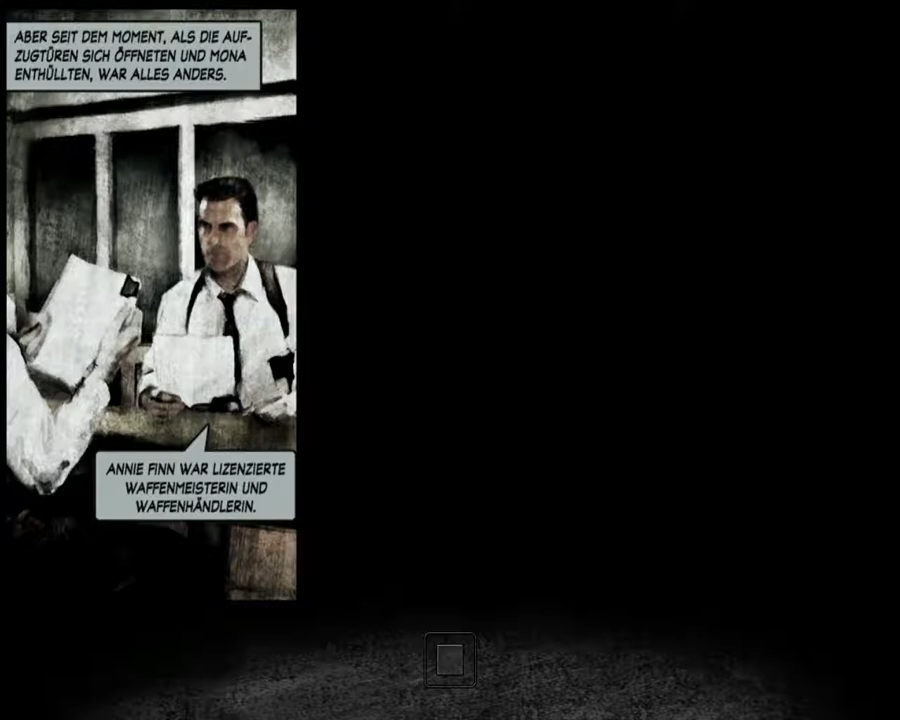 ABER SEIT DEM MOMENT, ALS DIE AUF-
ZUGTÜREN SICH ÖFFNETEN UND MONA
ENTHÜLLTEN, WAR ALLES ANDERS.
ANNIE FINN WAR LIZENZIERTE
WAFFENMEISTERIN UND
WAFFENHÄNDLERIN.